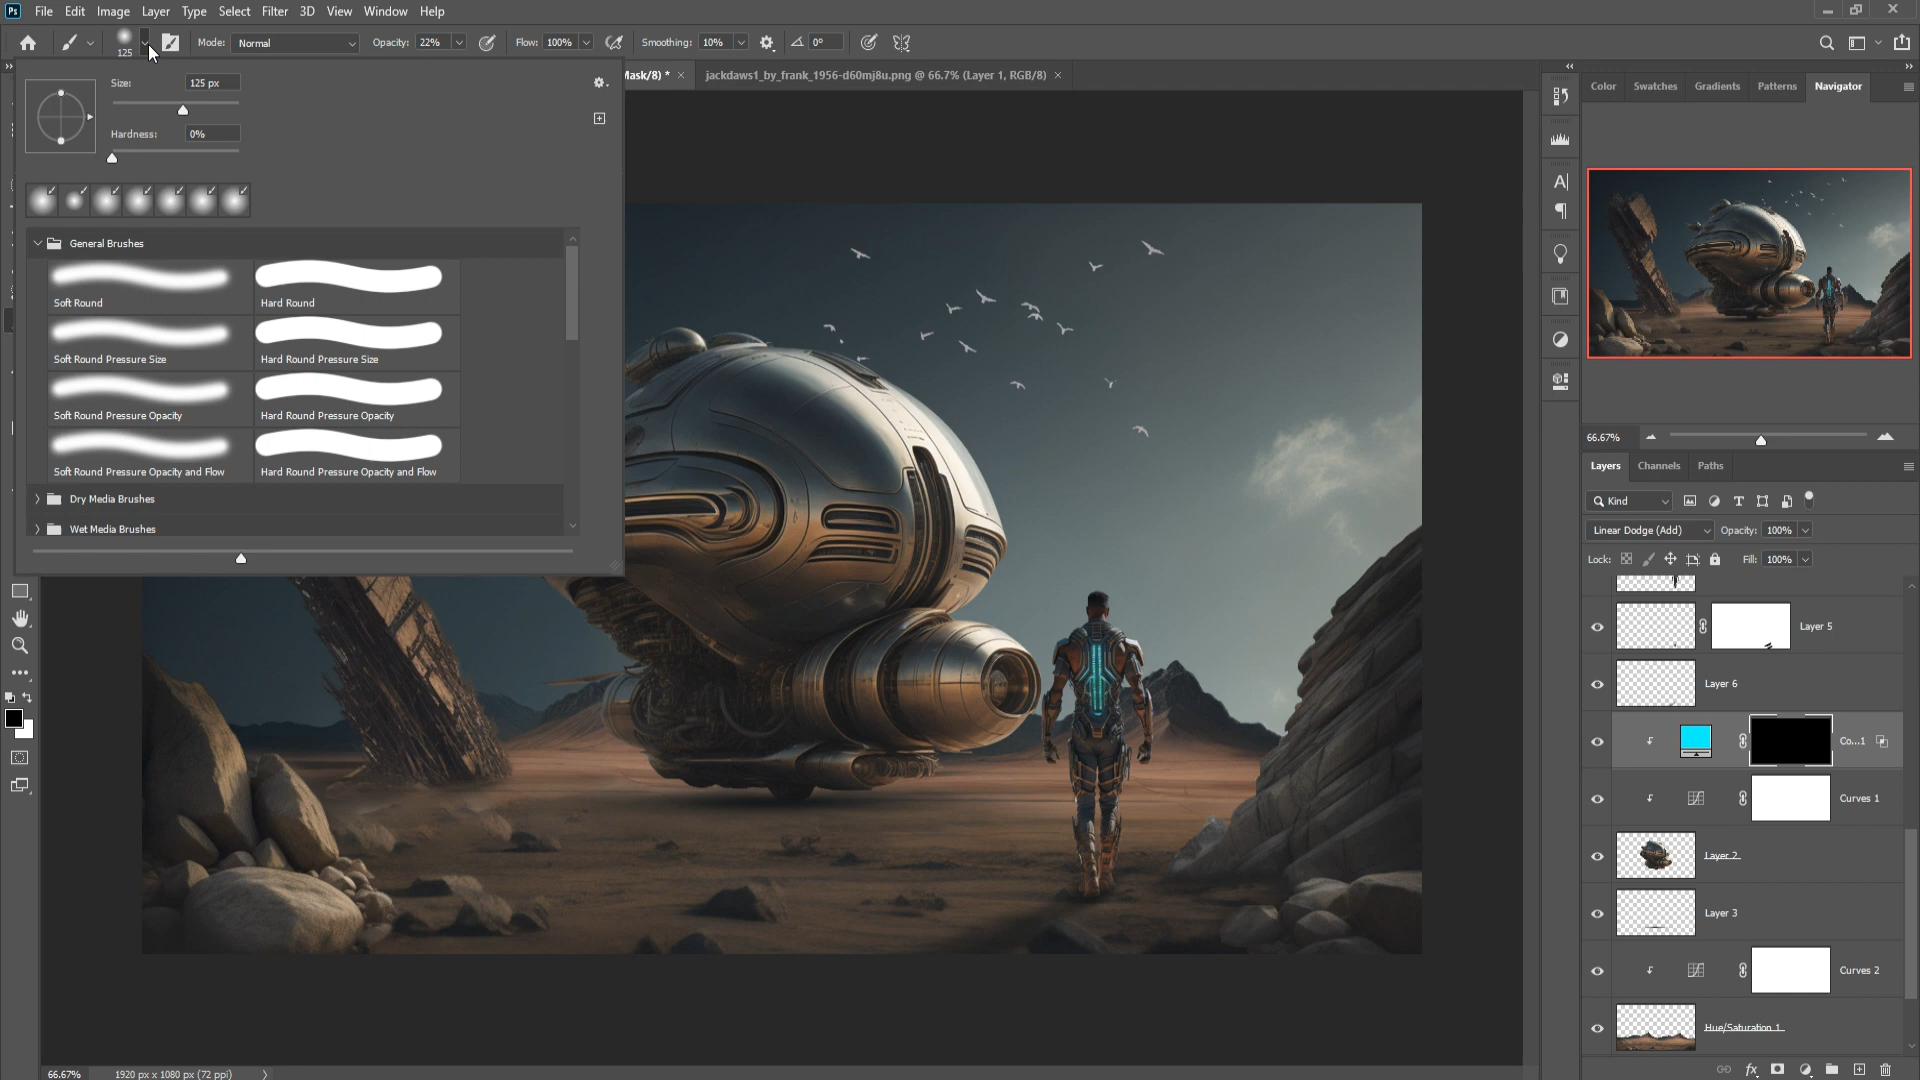 Ps File Edit Image Layer Type Select Filter 3D View Window Help
125 Mode: Normal Opacity: 22% Flow: 100% Smoothing: 10% 0°
Mask/8) * × jackdaws1_by_frank_1956-d60mj8u.png @ 66.7% (Layer 1, RGB/8) ×
Size: 125 px
Hardness: 0%
General Brushes
Soft Round Hard Round
Soft Round Pressure Size Hard Round Pressure Size
Soft Round Pressure Opacity Hard Round Pressure Opacity
Soft Round Pressure Opacity and Flow Hard Round Pressure Opacity and Flow
Dry Media Brushes
Wet Media Brushes
Color Swatches Gradients Patterns Navigator
66.67%
Layers Channels Paths
Kind
Linear Dodge (Add) Opacity: 100%
Lock: Fill: 100%
Layer 5
Layer 6
Co...1
Curves 1
Layer 2
Layer 3
Curves 2
Hue/Saturation 1
66.67% 1920 px x 1080 px (72 ppi)